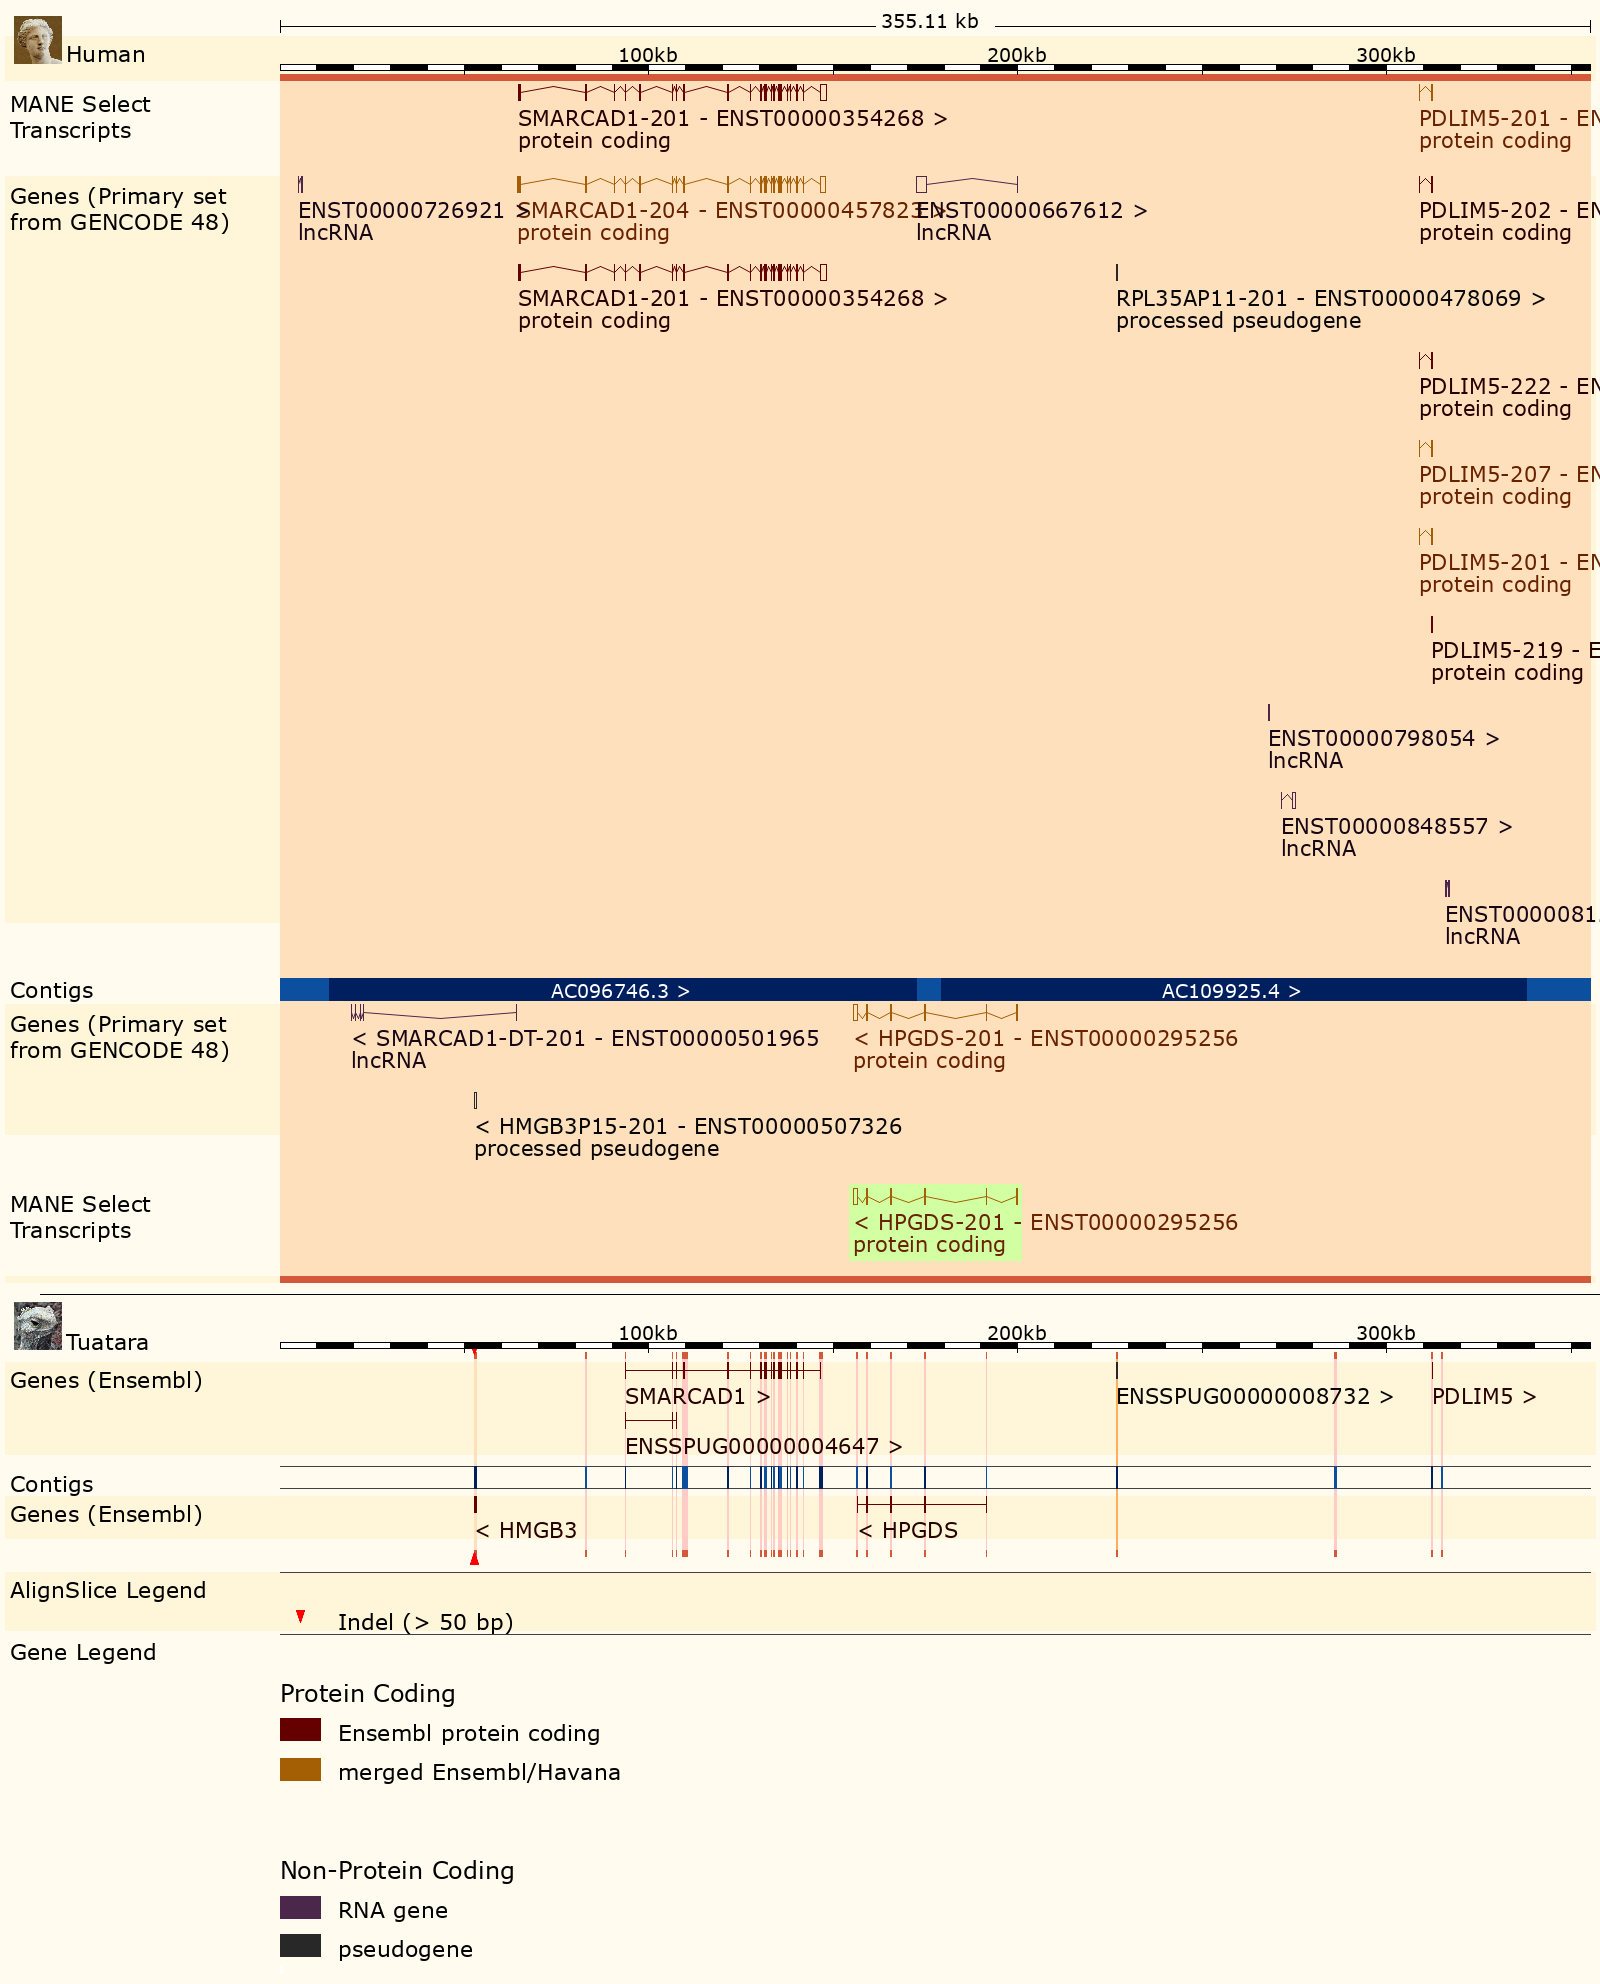 355.11 kb
Human
100kb 200kb 300kb
MANE Select
Transcripts
SMARCAD1-201 - ENST00000354268 >
protein coding
PDLIM5-201 - EN
protein coding
Genes (Primary set
from GENCODE 48)
ENST00000726921 >
lncRNA
SMARCAD1-204 - ENST00000457823 >
protein coding
ENST00000667612 >
lncRNA
PDLIM5-202 - EN
protein coding
SMARCAD1-201 - ENST00000354268 >
protein coding
RPL35AP11-201 - ENST00000478069 >
processed pseudogene
PDLIM5-222 - EN
protein coding
PDLIM5-207 - EN
protein coding
PDLIM5-201 - EN
protein coding
PDLIM5-219 - E
protein coding
ENST00000798054 >
lncRNA
ENST00000848557 >
lncRNA
ENST0000081
lncRNA
Contigs
AC096746.3 >
AC109925.4 >
Genes (Primary set
from GENCODE 48)
< SMARCAD1-DT-201 - ENST00000501965
lncRNA
< HPGDS-201 - ENST00000295256
protein coding
< HMGB3P15-201 - ENST00000507326
processed pseudogene
MANE Select
Transcripts
< HPGDS-201 - ENST00000295256
protein coding
Tuatara
100kb 200kb 300kb
Genes (Ensembl)
SMARCAD1 >
ENSSPUG00000008732 >
PDLIM5 >
ENSSPUG00000004647 >
Contigs
Genes (Ensembl)
< HMGB3
< HPGDS
AlignSlice Legend
Indel (> 50 bp)
Gene Legend
Protein Coding
Ensembl protein coding
merged Ensembl/Havana
Non-Protein Coding
RNA gene
pseudogene